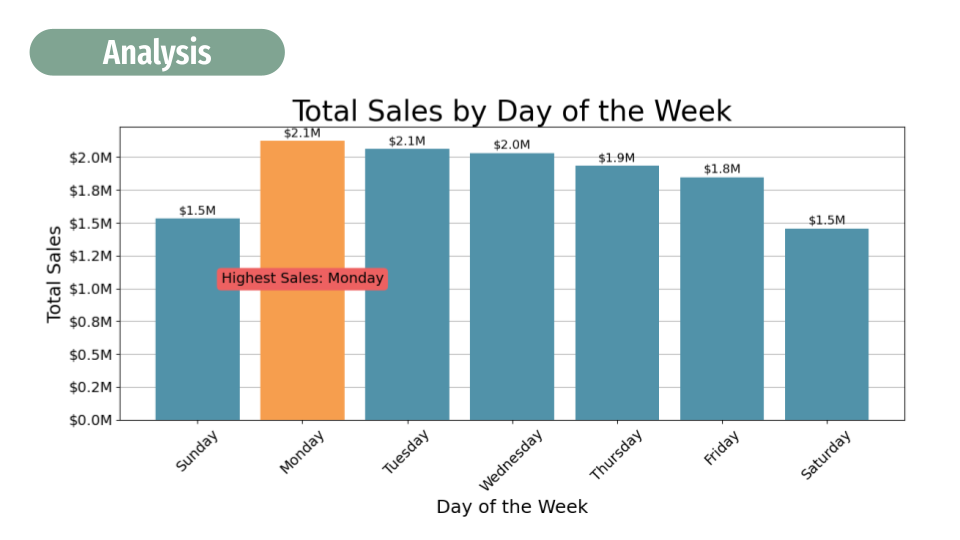 Analysis
Total Sales by Day of the Week
Total Sales
$2.0M
$1.8M
$1.5M
$1.2M
$1.0M
$0.8M
$0.5M
$0.2M
$0.0M
$1.5M
$2.1M
$2.1M
$2.0M
$1.9M
$1.8M
$1.5M
Highest Sales: Monday
Sunday
Monday
Tuesday
Wednesday
Thursday
Friday
Saturday
Day of the Week